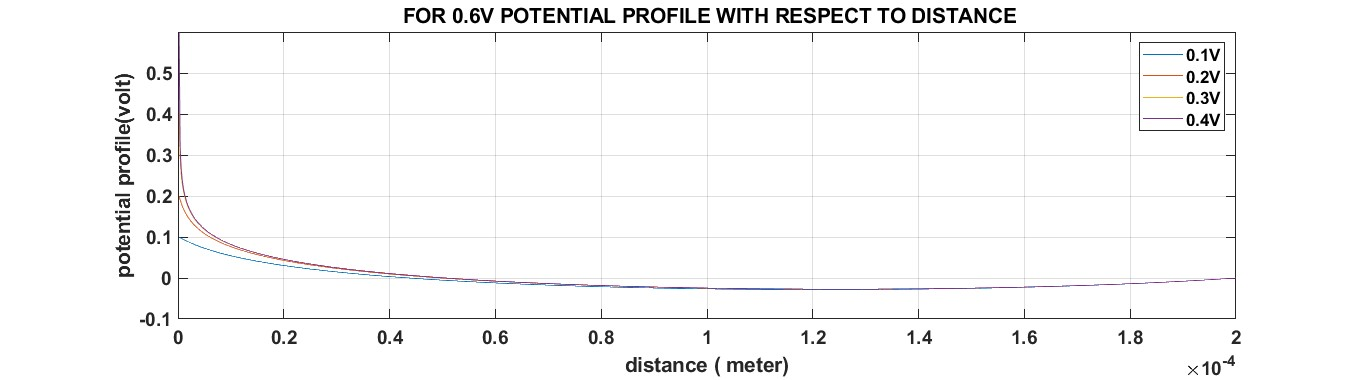 FOR 0.6V POTENTIAL PROFILE WITH RESPECT TO DISTANCE
potential profile(volt)
0.5
0.4
0.3
0.2
0.1
0
-0.1
0.1V
0.2V
0.3V
0.4V
0 0.2 0.4 0.6 0.8 1 1.2 1.4 1.6 1.8 2
distance ( meter)
×10-4